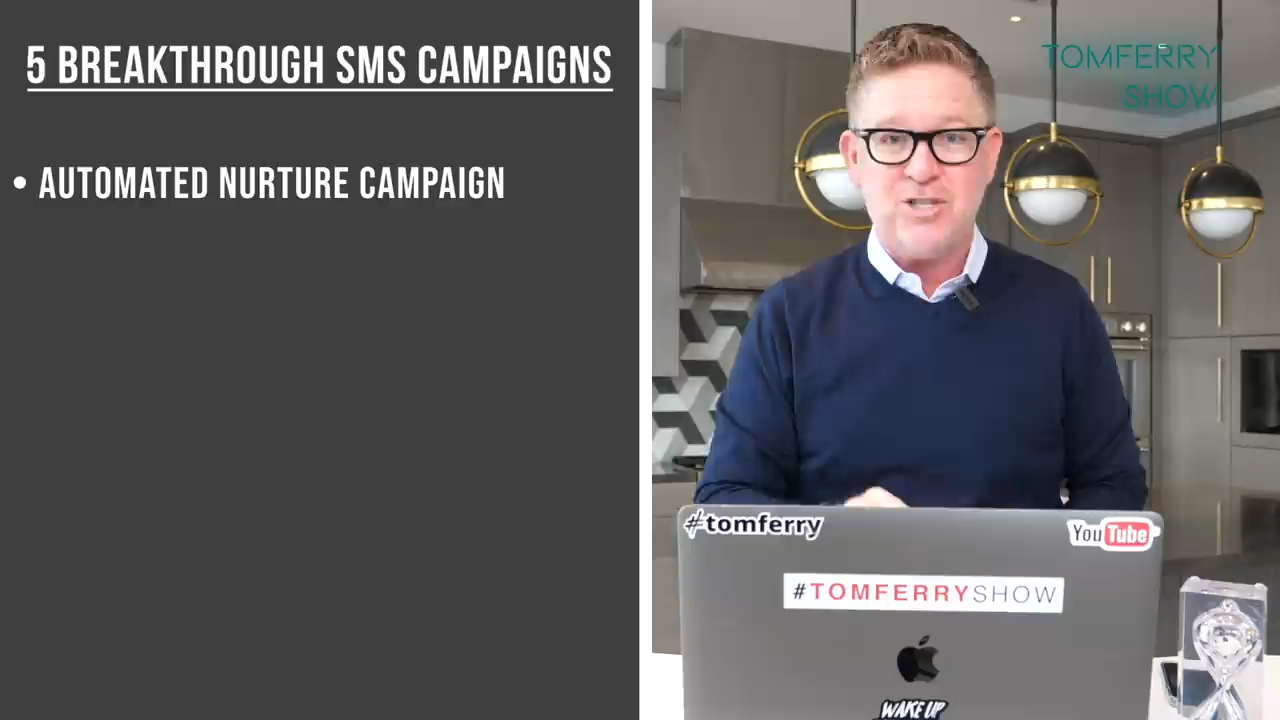 5 BREAKTHROUGH SMS CAMPAIGNS
• AUTOMATED NURTURE CAMPAIGN
TOMFERRY
SHOW
#tomferry
YouTube
#TOMFERRYSHOW
WAKE UP